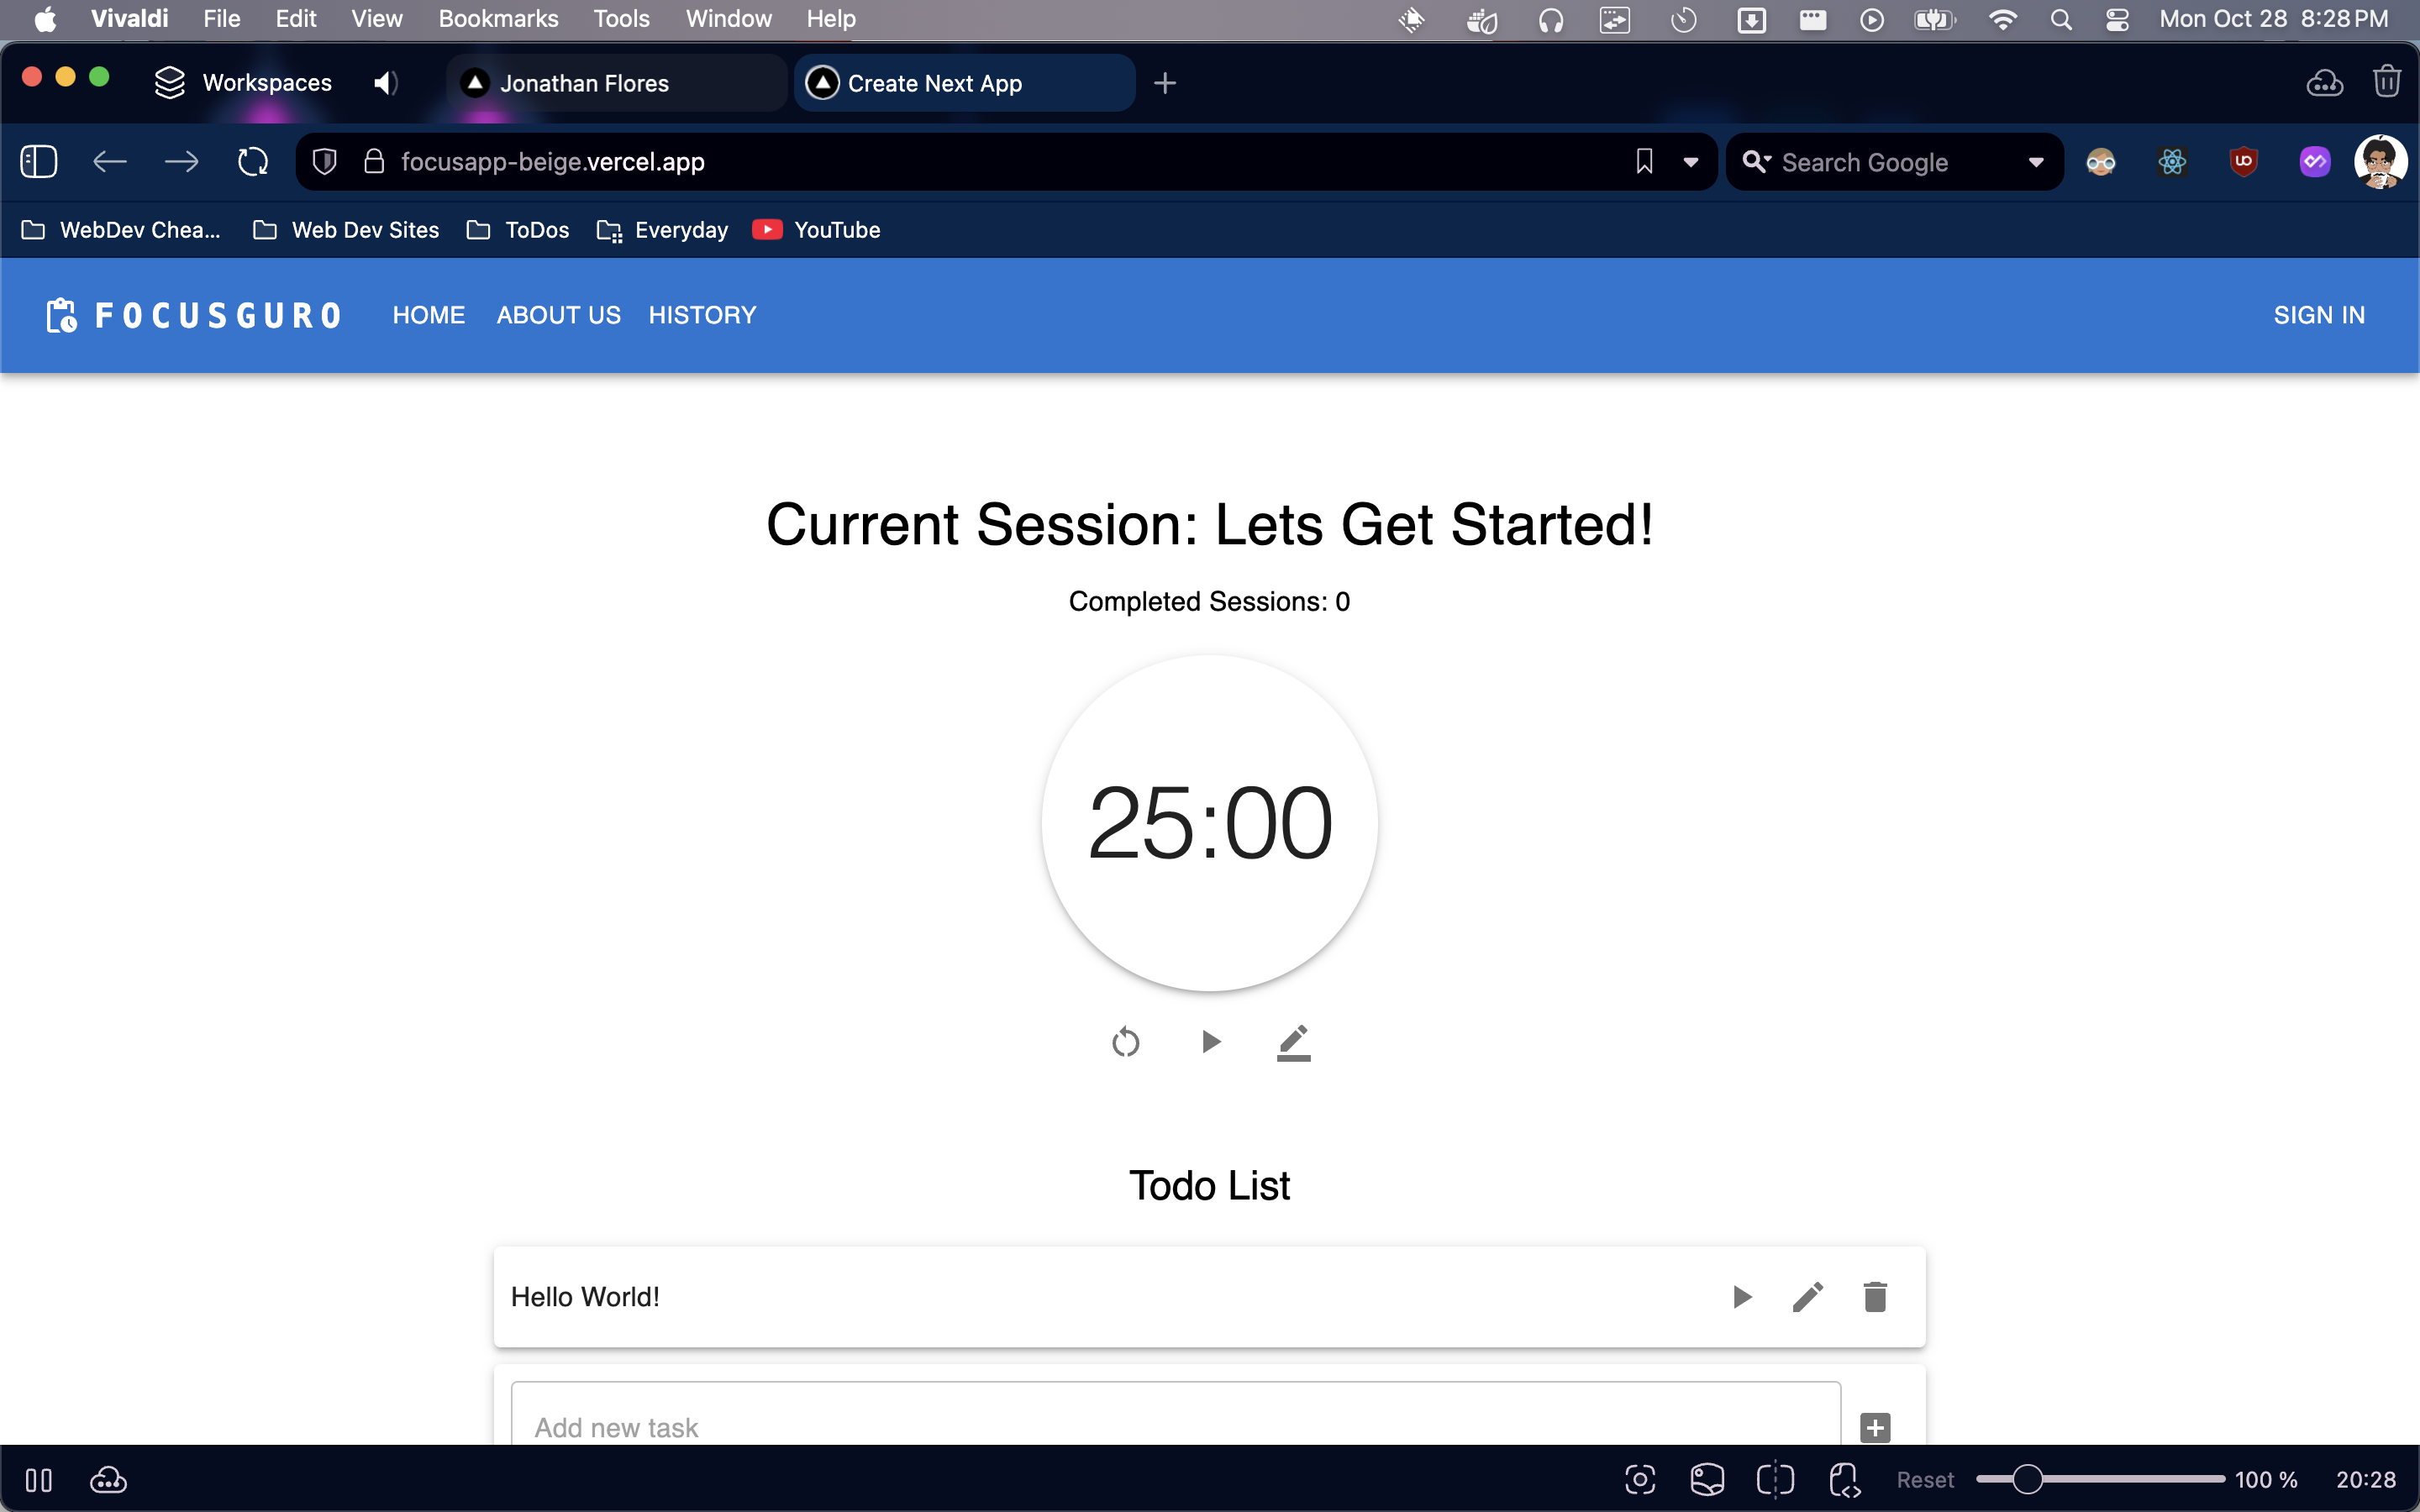 Vivaldi File Edit View Bookmarks Tools Window Help Mon Oct 28 8:28 PM
Workspaces Jonathan Flores Create Next App
focusapp-beige.vercel.app Search Google
WebDev Chea... Web Dev Sites ToDos Everyday YouTube
FOCUSGURO HOME ABOUT US HISTORY SIGN IN
Current Session: Lets Get Started!
Completed Sessions: 0
25:00
Todo List
Hello World!
Add new task
Reset 100 % 20:28